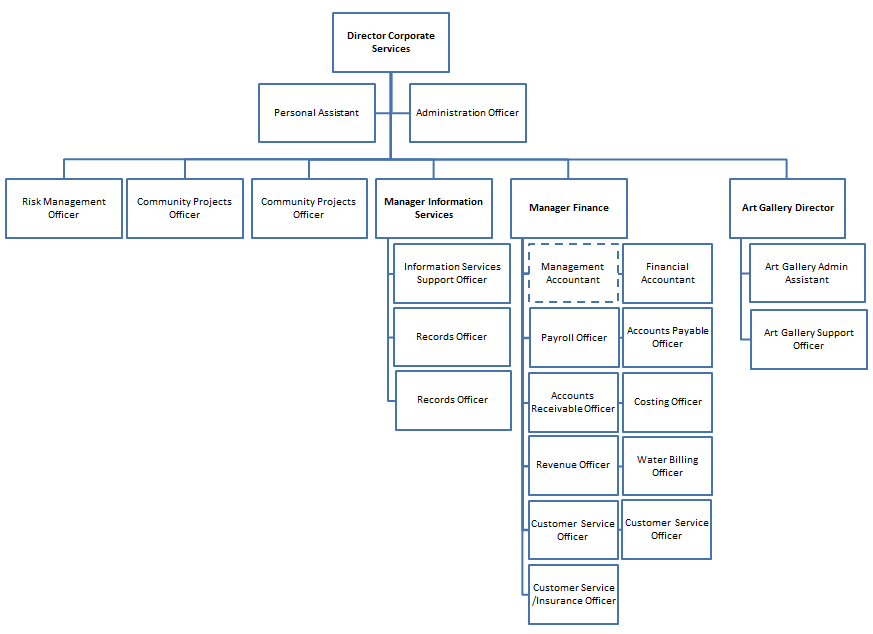 Director Corporate
Services
Personal Assistant
Administration Officer
Risk Management
Officer
Community Projects
Officer
Community Projects
Officer
Manager Information
Services
Manager Finance
Art Gallery Director
Information Services
Support Officer
Records Officer
Records Officer
Management
Accountant
Financial
Accountant
Payroll Officer
Accounts Payable
Officer
Accounts
Receivable Officer
Costing Officer
Revenue Officer
Water Billing
Officer
Customer Service
Officer
Customer Service
Officer
Customer Service
/Insurance Officer
Art Gallery Admin
Assistant
Art Gallery Support
Officer